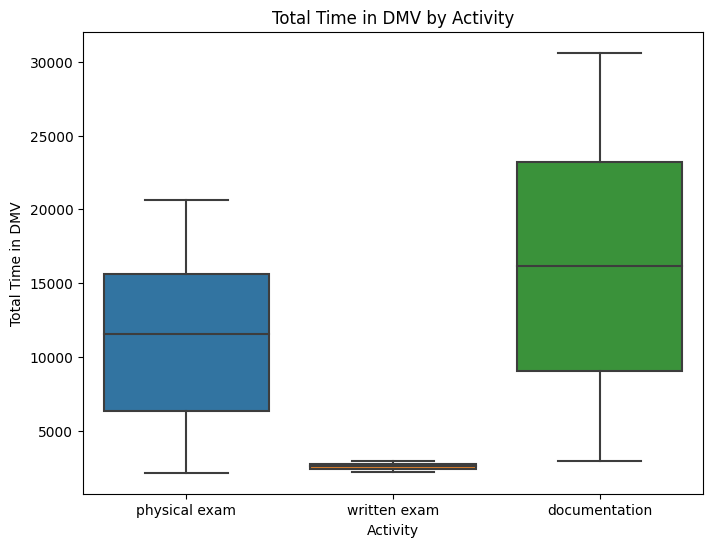 Total Time in DMV by Activity
30000
25000
20000
15000
10000
5000
Total Time in DMV
physical exam
written exam
documentation
Activity